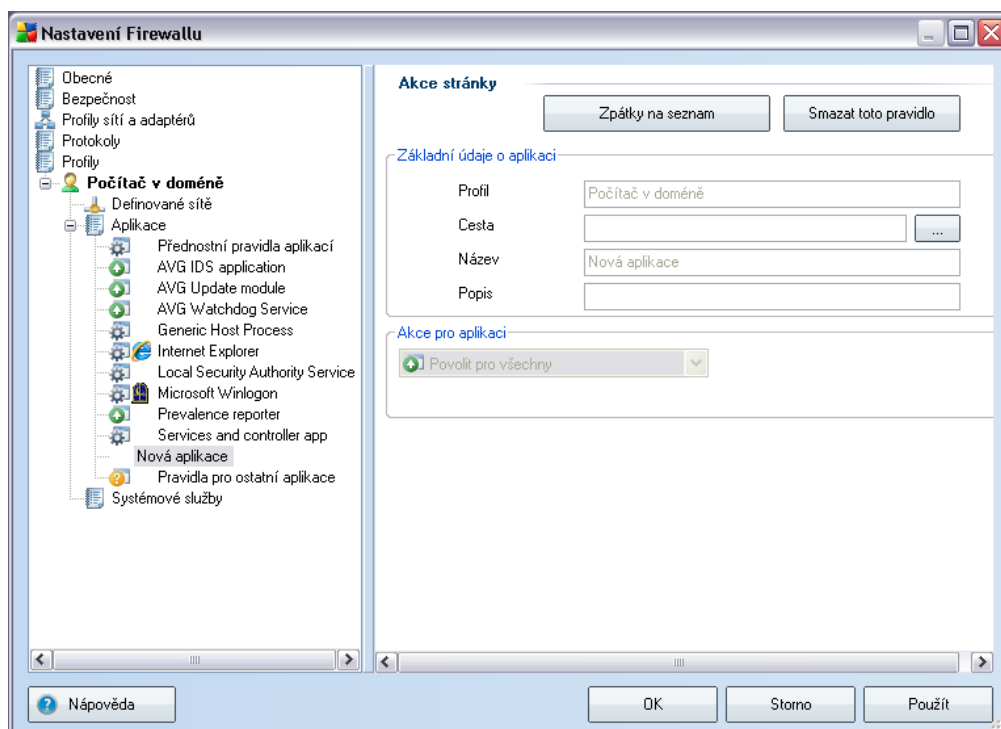 Nastavení Firewallu
Obecné
Bezpečnost
Profily sítí a adaptérů
Protokoly
Profily
Počítač v doméně
Definované sítě
Aplikace
Přednostní pravidla aplikací
AVG IDS application
AVG Update module
AVG Watchdog Service
Generic Host Process
Internet Explorer
Local Security Authority Service
Microsoft Winlogon
Prevalence reporter
Services and controller app
Nová aplikace
Pravidla pro ostatní aplikace
Systémové služby
Akce stránky
Zpátky na seznam
Smazat toto pravidlo
Základní údaje o aplikaci
Profil
Počítač v doméně
Cesta
...
Název
Nová aplikace
Popis
Akce pro aplikaci
Povolit pro všechny
Nápověda
OK
Storno
Použít